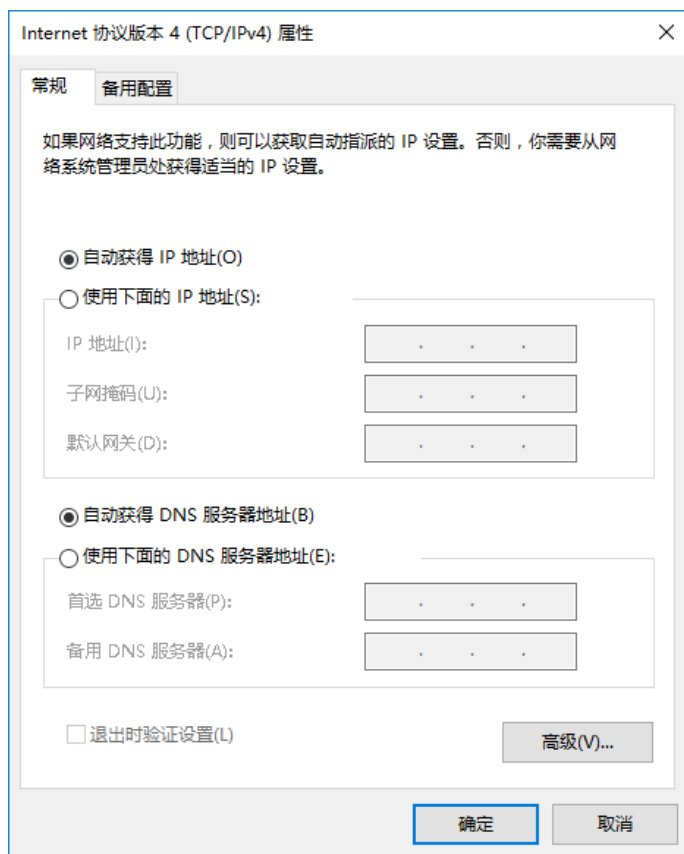 Internet 协议版本 4 (TCP/IPv4) 属性
常规
备用配置
如果网络支持此功能，则可以获取自动指派的 IP 设置。否则，你需要从网
络系统管理员处获得适当的 IP 设置。
自动获得 IP 地址(O)
使用下面的 IP 地址(S):
IP 地址(I):
子网掩码(U):
默认网关(D):
自动获得 DNS 服务器地址(B)
使用下面的 DNS 服务器地址(E):
首选 DNS 服务器(P):
备用 DNS 服务器(A):
退出时验证设置(L)
高级(V)...
确定
取消